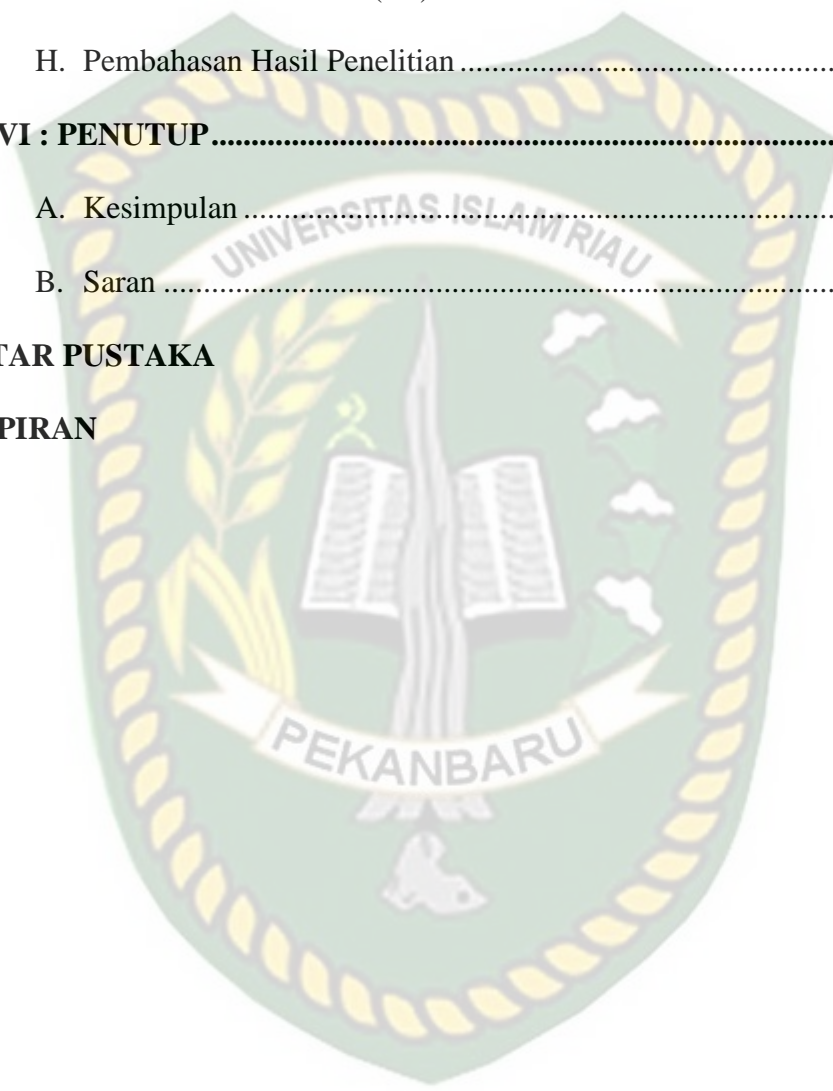 H. Pembahasan Hasil Penelitian ........................................
VI : PENUTUP ........................................................................
A. Kesimpulan ....................................................................
B. Saran ..............................................................................
TAR PUSTAKA
PIRAN
UNIVERSITAS ISLAM RIAU
PEKANBARU